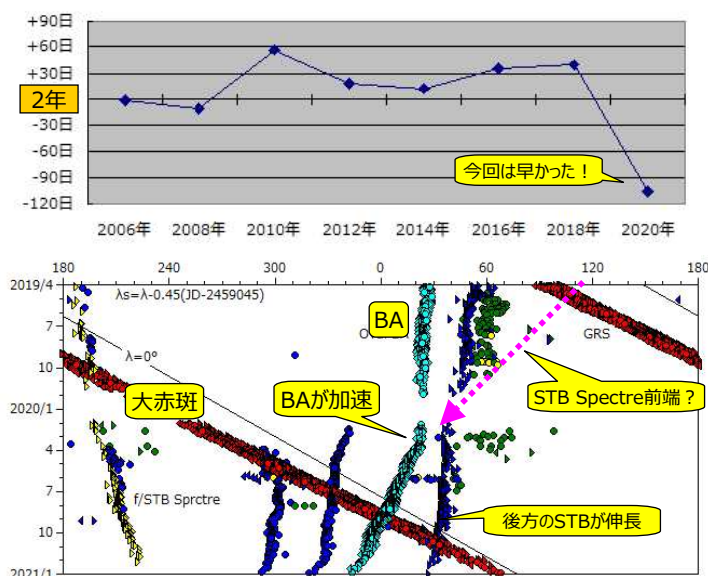 +90日
+60日
+30日
2年
-30日
-60日
-90日
-120日
今回は早かった！
2006年 2008年 2010年 2012年 2014年 2016年 2018年 2020年
180 240 300 0 60 120 180
2019/4
λs=λ-0.45(JD-2459045)
BA
GRS
7
λ=0°
10
大赤斑
BAが加速
STB Spectre前端？
2020/1
4
7
f/STB Sprctre
後方のSTBが伸長
10
2021/1